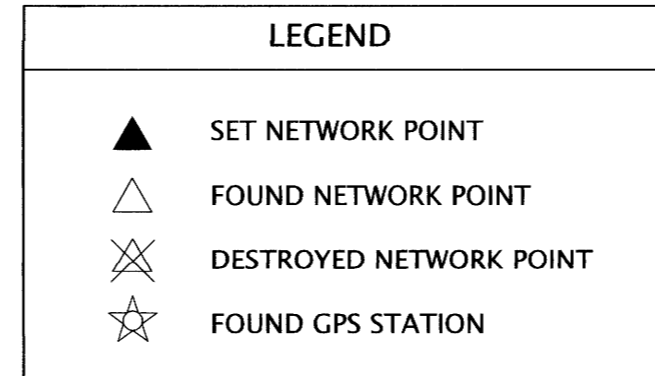 LEGEND
SET NETWORK POINT
FOUND NETWORK POINT
DESTROYED NETWORK POINT
FOUND GPS STATION